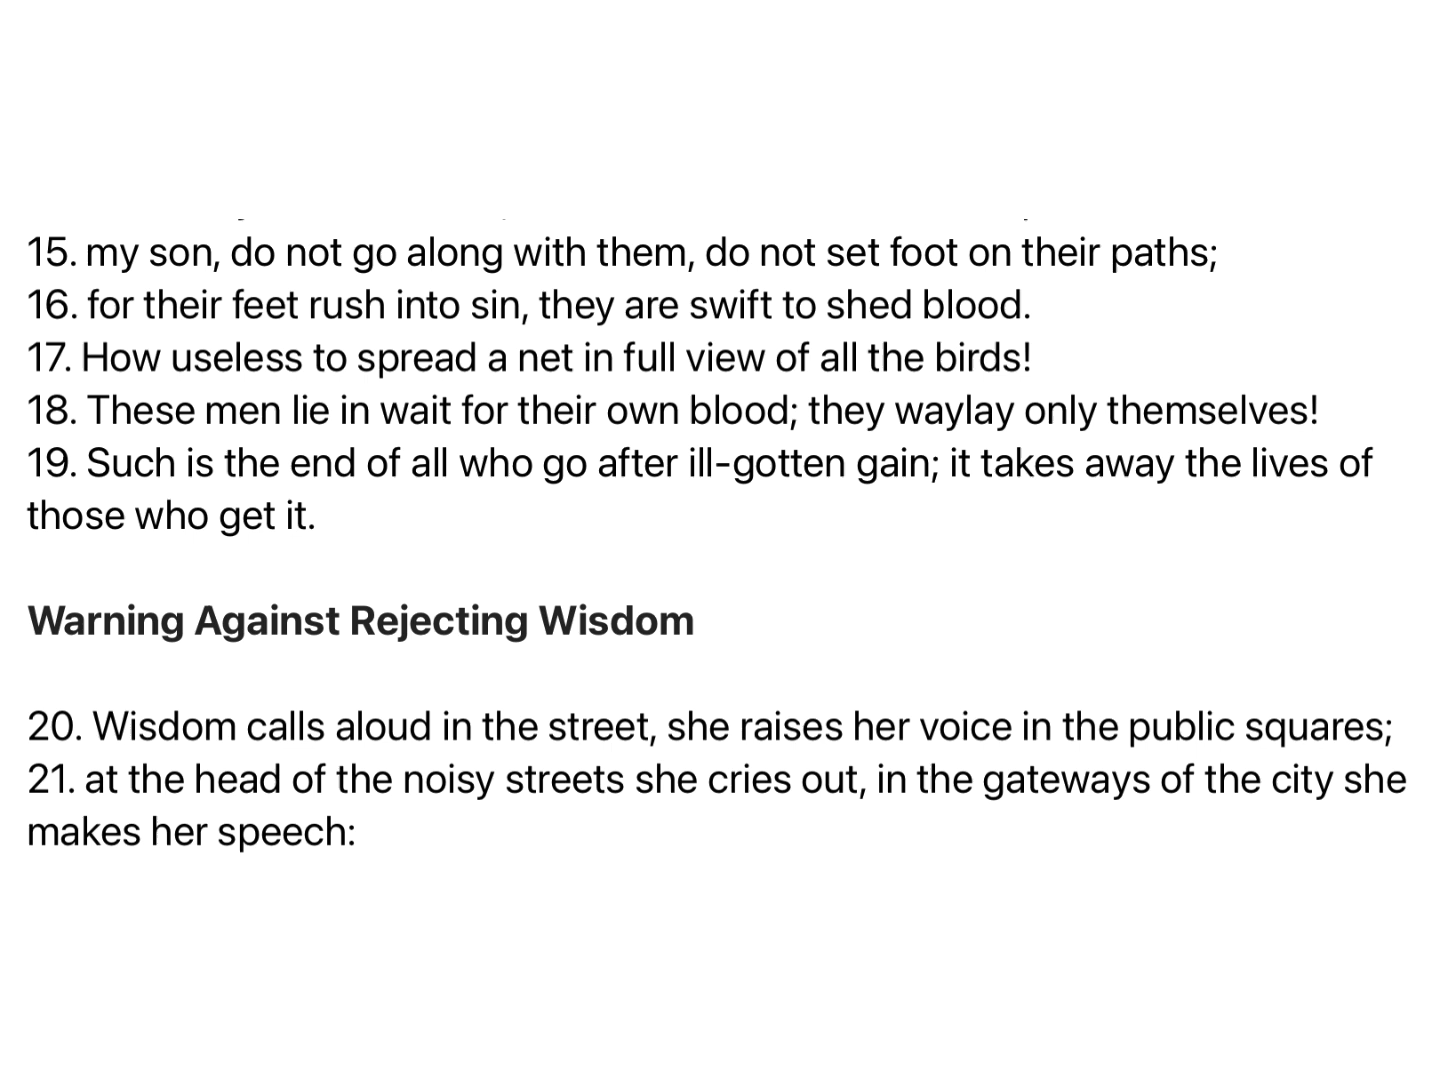 15. my son, do not go along with them, do not set foot on their paths;
16. for their feet rush into sin, they are swift to shed blood.
17. How useless to spread a net in full view of all the birds!
18. These men lie in wait for their own blood; they waylay only themselves!
19. Such is the end of all who go after ill-gotten gain; it takes away the lives of
those who get it.
Warning Against Rejecting Wisdom
20. Wisdom calls aloud in the street, she raises her voice in the public squares;
21. at the head of the noisy streets she cries out, in the gateways of the city she
makes her speech: